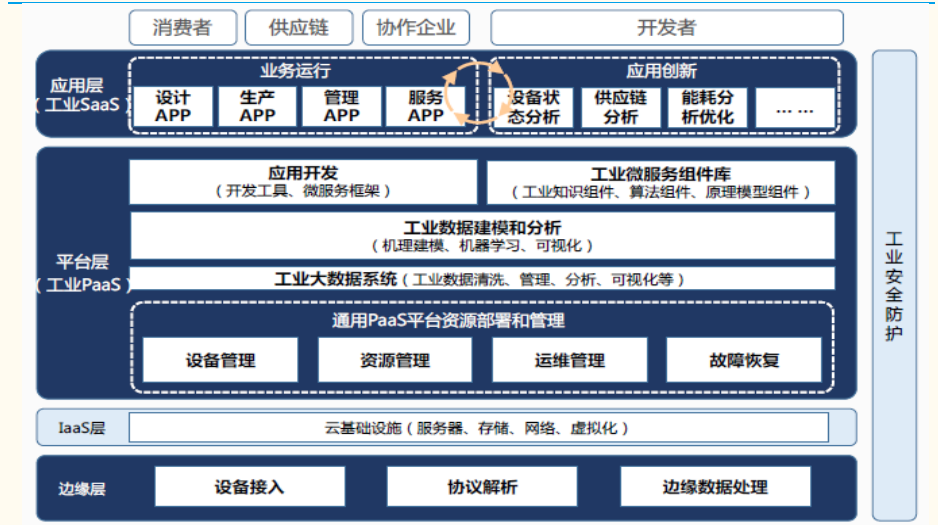 消费者
供应链
协作企业
开发者
应用层
（工业SaaS）
业务运行
设计
APP
生产
APP
管理
APP
服务
APP
应用创新
设备状
态分析
供应链
分析
能耗分
析优化
... ...
平台层
（工业PaaS）
应用开发
（开发工具、微服务框架）
工业微服务组件库
（工业知识组件、算法组件、原理模型组件）
工业数据建模和分析
（机理建模、机器学习、可视化）
工业大数据系统（工业数据清洗、管理、分析、可视化等）
通用PaaS平台资源部署和管理
设备管理
资源管理
运维管理
故障恢复
IaaS层
云基础设施（服务器、存储、网络、虚拟化）
边缘层
设备接入
协议解析
边缘数据处理
工业安全防护